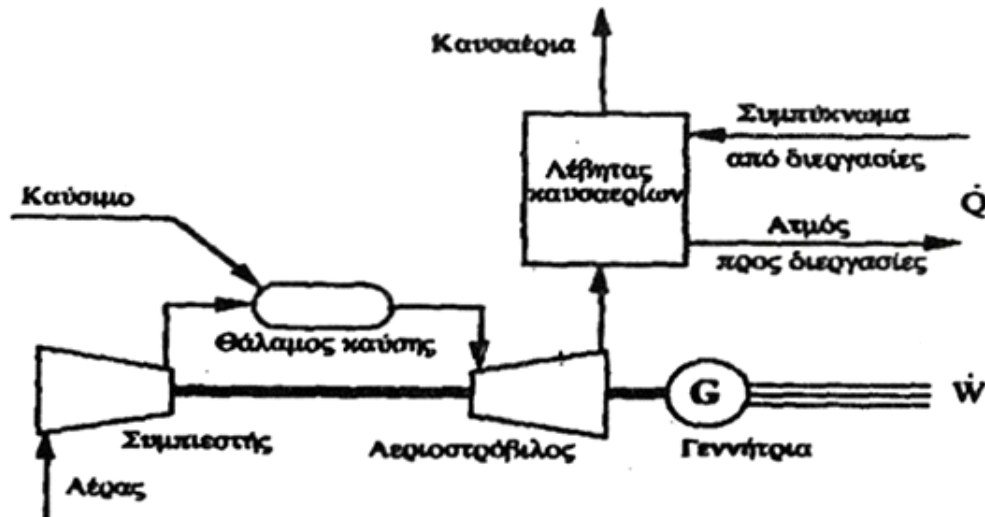 Καυσαέρια
Συμπύκνωμα
από διεργασίες
Λέβητας
καυσαερίων
Q̇
Ατμός
προς διεργασίες
Καύσιμο
Θάλαμος καύσης
G
Ẇ
Συμπιεστής
Αεριοστρόβιλος
Γεννήτρια
Αέρας